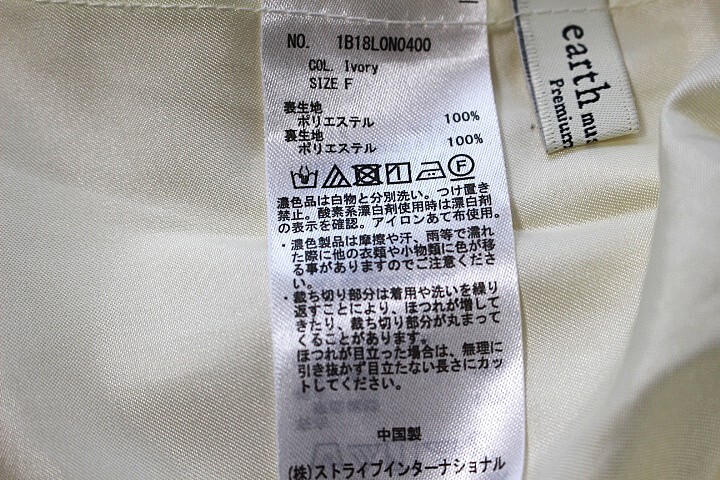 NO. 1B18L0N0400
COL. Ivory
SIZE F
表生地
ポリエステル 100%
裏生地
ポリエステル 100%
F
濃色品は白物と分別洗い。つけ置き
禁止。酸素系漂白剤使用時は漂白剤
の表示を確認。アイロンあて布使用。
・濃色製品は摩擦や汗、雨等で濡れ
た際に他の衣類や小物類に色が移
る事がありますのでご注意くださ
い。
・裁ち切り部分は着用や洗いを繰り
返すことにより、ほつれが増して
きたり、裁ち切り部分が丸まって
くることがあります。
ほつれが目立った場合は、無理に
引き抜かず目立たない長さにカッ
トしてください。
中国製
(株)ストライプインターナショナル
earth mus
Premium